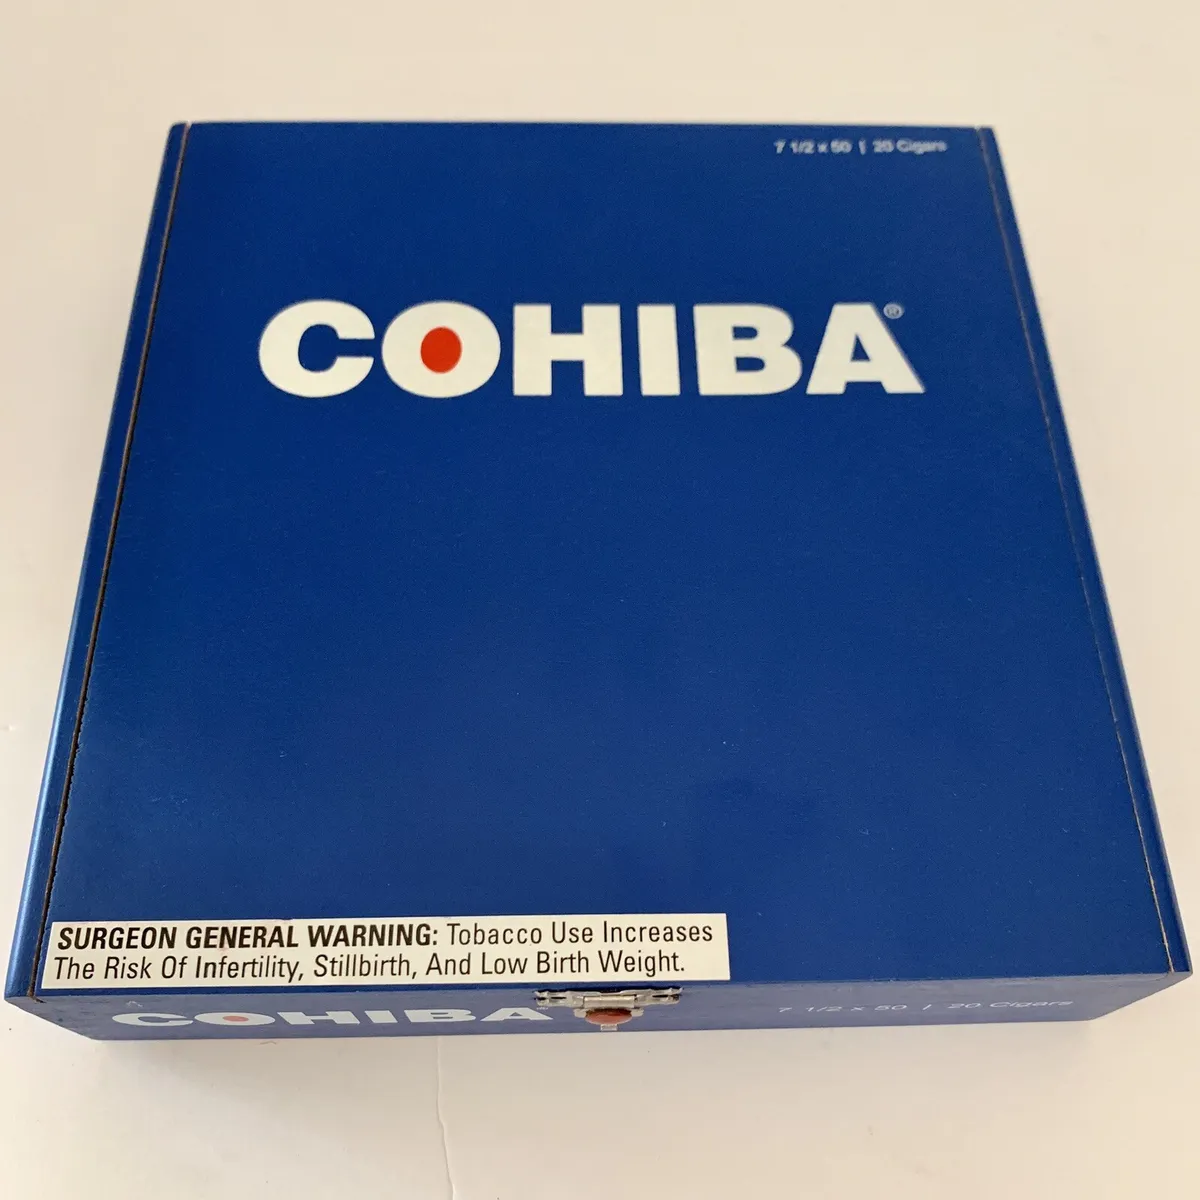 7 1/2 x 50 | 20 Cigars
COHIBA®
SURGEON GENERAL WARNING: Tobacco Use Increases
The Risk Of Infertility, Stillbirth, And Low Birth Weight.
COHIBA®
7 1/2 x 50 | 20 Cigars